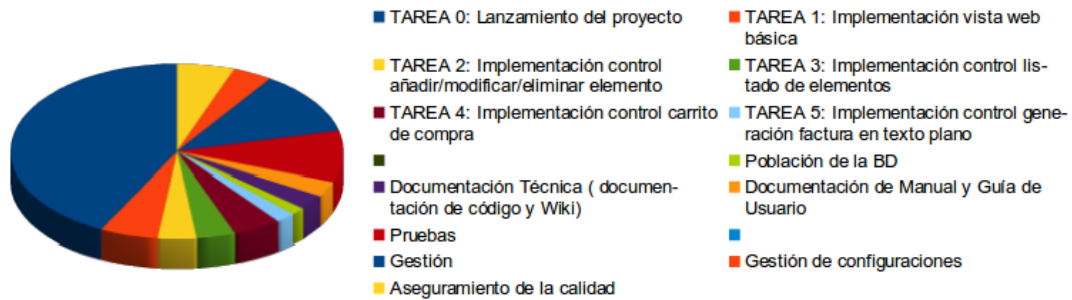 TAREA 0: Lanzamiento del proyecto
TAREA 1: Implementación vista web
básica
TAREA 2: Implementación control
añadir/modificar/eliminar elemento
TAREA 3: Implementación control lis-
tado de elementos
TAREA 4: Implementación control carrito
de compra
TAREA 5: Implementación control gene-
ración factura en texto plano
Población de la BD
Documentación Técnica ( documen-
tación de código y Wiki)
Documentación de Manual y Guía de
Usuario
Pruebas
Gestión
Gestión de configuraciones
Aseguramiento de la calidad